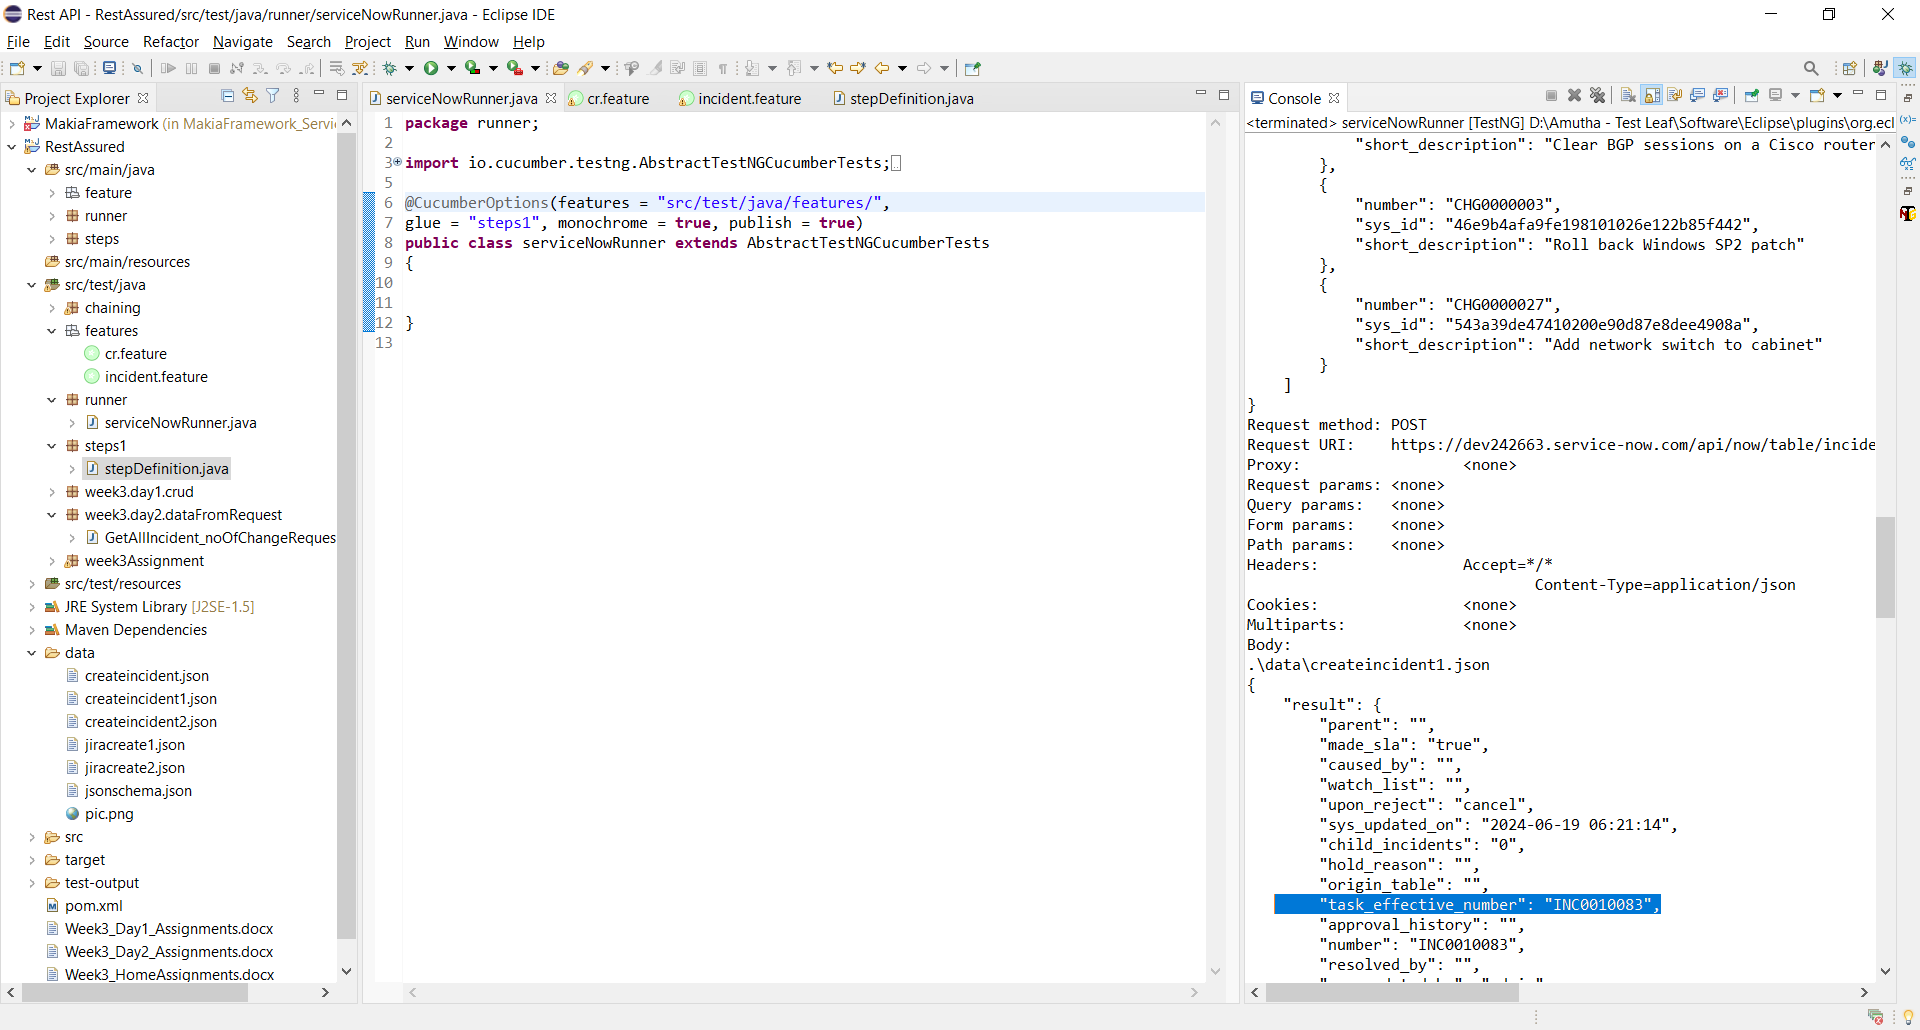 Rest API - RestAssured/src/test/java/runner/serviceNowRunner.java - Eclipse IDE
File Edit Source Refactor Navigate Search Project Run Window Help
Project Explorer
MakiaFramework (in MakiaFramework_Servi
RestAssured
src/main/java
feature
runner
steps
src/main/resources
src/test/java
chaining
features
cr.feature
incident.feature
runner
serviceNowRunner.java
steps1
stepDefinition.java
week3.day1.crud
week3.day2.dataFromRequest
GetAllIncident_noOfChangeReques
week3Assignment
src/test/resources
JRE System Library [J2SE-1.5]
Maven Dependencies
data
createincident.json
createincident1.json
createincident2.json
jiracreate1.json
jiracreate2.json
jsonschema.json
pic.png
src
target
test-output
pom.xml
Week3_Day1_Assignments.docx
Week3_Day2_Assignments.docx
Week3_HomeAssignments.docx
serviceNowRunner.java cr.feature incident.feature stepDefinition.java
1 package runner;
2
3 import io.cucumber.testng.AbstractTestNGCucumberTests;
5
6 @CucumberOptions(features = "src/test/java/features/",
7 glue = "steps1", monochrome = true, publish = true)
8 public class serviceNowRunner extends AbstractTestNGCucumberTests
9 {
10
11
12 }
13
Console
<terminated> serviceNowRunner [TestNG] D:\Amutha - Test Leaf\Software\Eclipse\plugins\org.ecl
"short_description": "Clear BGP sessions on a Cisco router
},
{
"number": "CHG0000003",
"sys_id": "46e9b4afa9fe198101026e122b85f442",
"short_description": "Roll back Windows SP2 patch"
},
{
"number": "CHG0000027",
"sys_id": "543a39de47410200e90d87e8dee4908a",
"short_description": "Add network switch to cabinet"
}
]
}
Request method: POST
Request URI: https://dev242663.service-now.com/api/now/table/incide
Proxy: <none>
Request params: <none>
Query params: <none>
Form params: <none>
Path params: <none>
Headers: Accept=*/*
Content-Type=application/json
Cookies: <none>
Multiparts: <none>
Body:
.\data\createincident1.json
{
"result": {
"parent": "",
"made_sla": "true",
"caused_by": "",
"watch_list": "",
"upon_reject": "cancel",
"sys_updated_on": "2024-06-19 06:21:14",
"child_incidents": "0",
"hold_reason": "",
"origin_table": "",
"task_effective_number": "INC0010083",
"approval_history": "",
"number": "INC0010083",
"resolved_by": "",